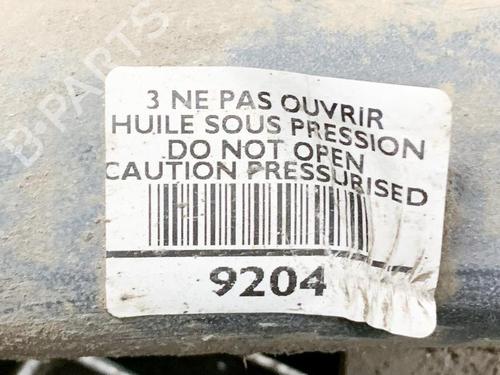 B-PARTS
3 NE PAS OUVRIR
HUILE SOUS PRESSION
DO NOT OPEN
CAUTION PRESSURISED
9204